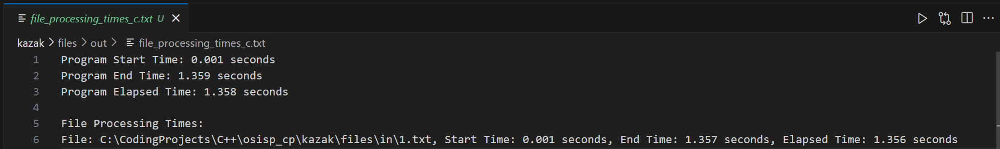 file_processing_times_c.txt U
kazak files out file_processing_times_c.txt
1 Program Start Time: 0.001 seconds
2 Program End Time: 1.359 seconds
3 Program Elapsed Time: 1.358 seconds
4
5 File Processing Times:
6 File: C:\CodingProjects\C++\osisp_cp\kazak\files\in\1.txt, Start Time: 0.001 seconds, End Time: 1.357 seconds, Elapsed Time: 1.356 seconds